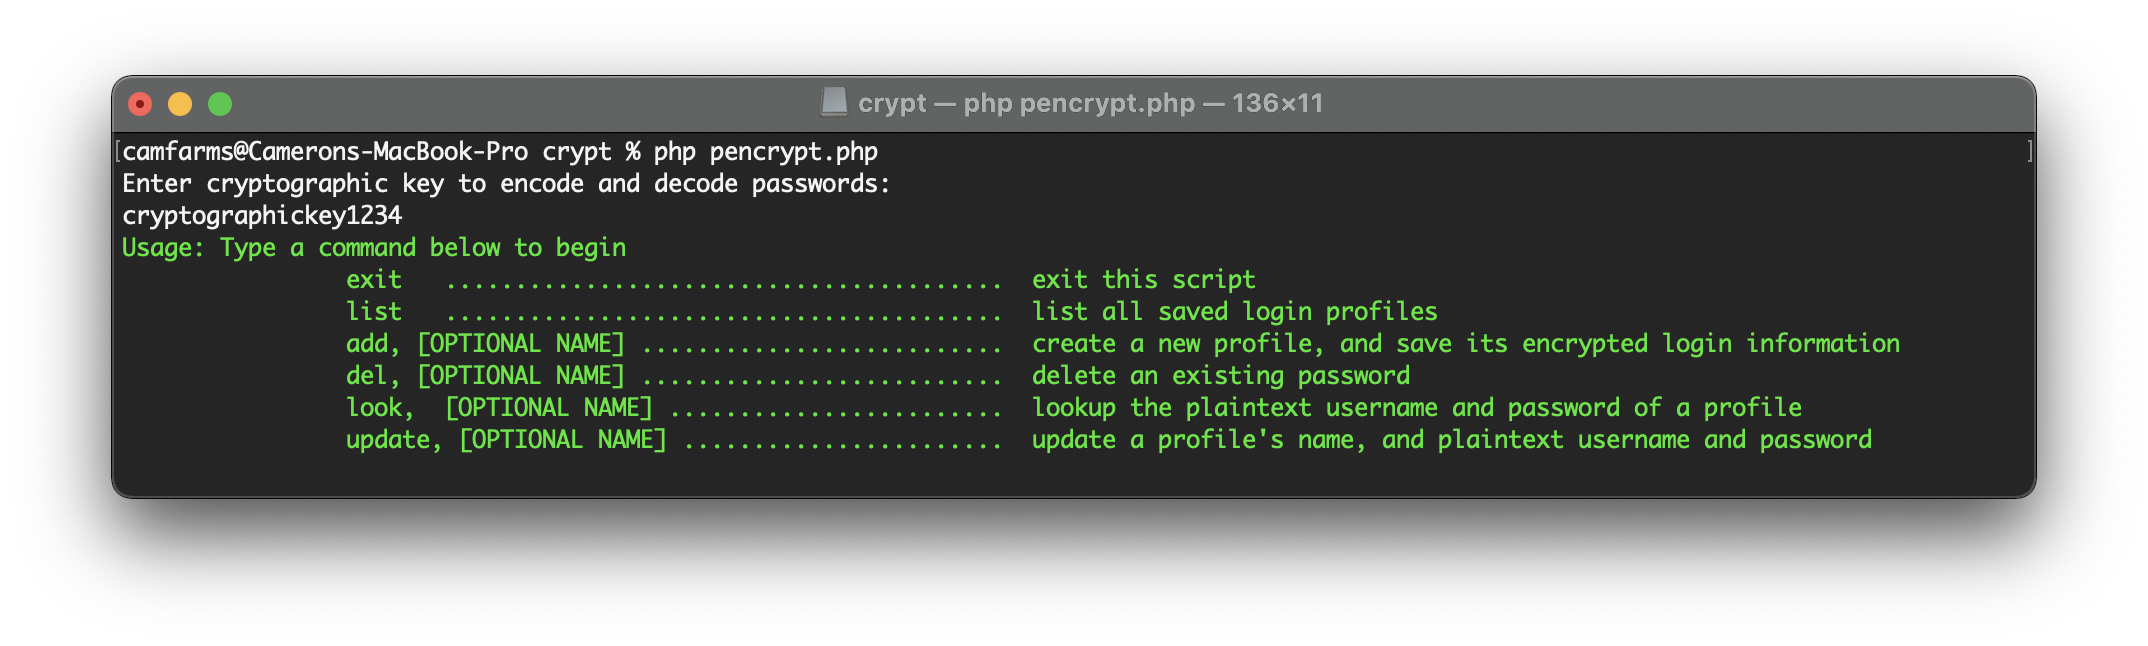 crypt — php pencrypt.php — 136×11
[camfarms@Camerons-MacBook-Pro crypt % php pencrypt.php ]
Enter cryptographic key to encode and decode passwords:
cryptographickey1234
Usage: Type a command below to begin
exit ........................................ exit this script
list ........................................ list all saved login profiles
add, [OPTIONAL NAME] .......................... create a new profile, and save its encrypted login information
del, [OPTIONAL NAME] .......................... delete an existing password
look, [OPTIONAL NAME] ........................ lookup the plaintext username and password of a profile
update, [OPTIONAL NAME] ....................... update a profile's name, and plaintext username and password